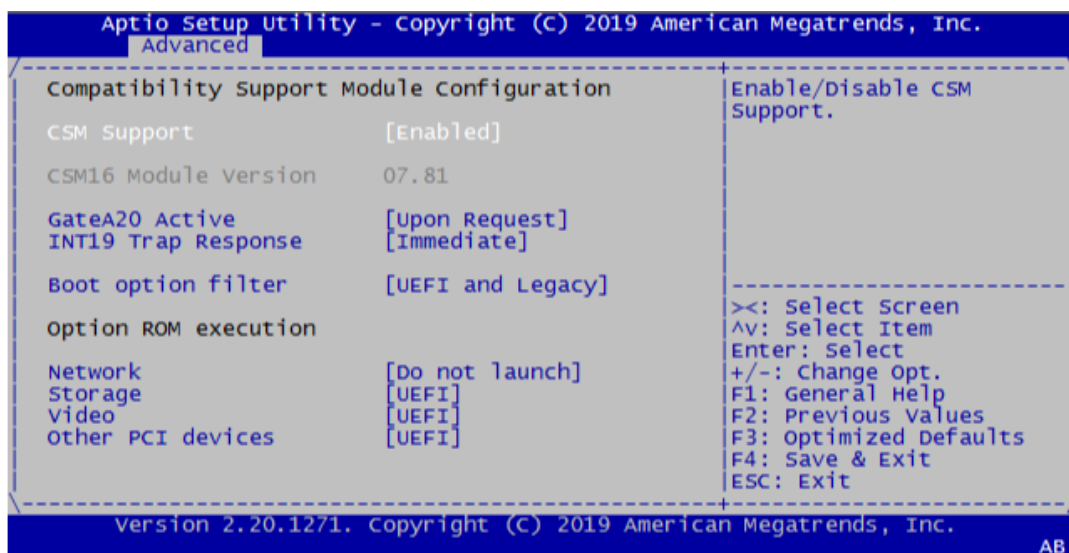 Aptio Setup Utility - Copyright (C) 2019 American Megatrends, Inc.
Advanced
Compatibility Support Module Configuration
CSM Support [Enabled]
CSM16 Module Version 07.81
GateA20 Active [Upon Request]
INT19 Trap Response [Immediate]
Boot option filter [UEFI and Legacy]
Option ROM execution
Network [Do not launch]
Storage [UEFI]
Video [UEFI]
Other PCI devices [UEFI]
Enable/Disable CSM
Support.
><: Select Screen
^v: Select Item
Enter: Select
+/-: Change Opt.
F1: General Help
F2: Previous Values
F3: Optimized Defaults
F4: Save & Exit
ESC: Exit
Version 2.20.1271. Copyright (C) 2019 American Megatrends, Inc.
AB